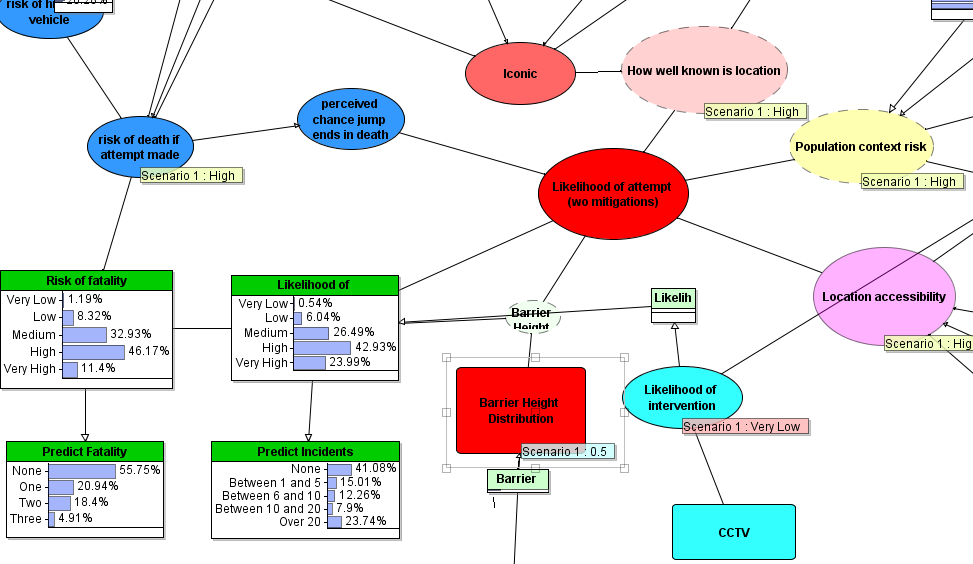 risk of h
vehicle
20.20%
Iconic
How well known is location
Scenario 1 : High
perceived
chance jump
ends in death
risk of death if
attempt made
Scenario 1 : High
Population context risk
Scenario 1 : High
Likelihood of attempt
(wo mitigations)
Location accessibility
Scenario 1 : Hig
Risk of fatality
Very Low 1.19%
Low 8.32%
Medium 32.93%
High 46.17%
Very High 11.4%
Likelihood of
Very Low 0.54%
Low 6.04%
Medium 26.49%
High 42.93%
Very High 23.99%
Barrier
Height
Likelih
Barrier Height
Distribution
Scenario 1 : 0.5
Barrier
Likelihood of
intervention
Scenario 1 : Very Low
CCTV
Predict Fatality
None 55.75%
One 20.94%
Two 18.4%
Three 4.91%
Predict Incidents
None 41.08%
Between 1 and 5 15.01%
Between 6 and 10 12.26%
Between 10 and 20 7.9%
Over 20 23.74%